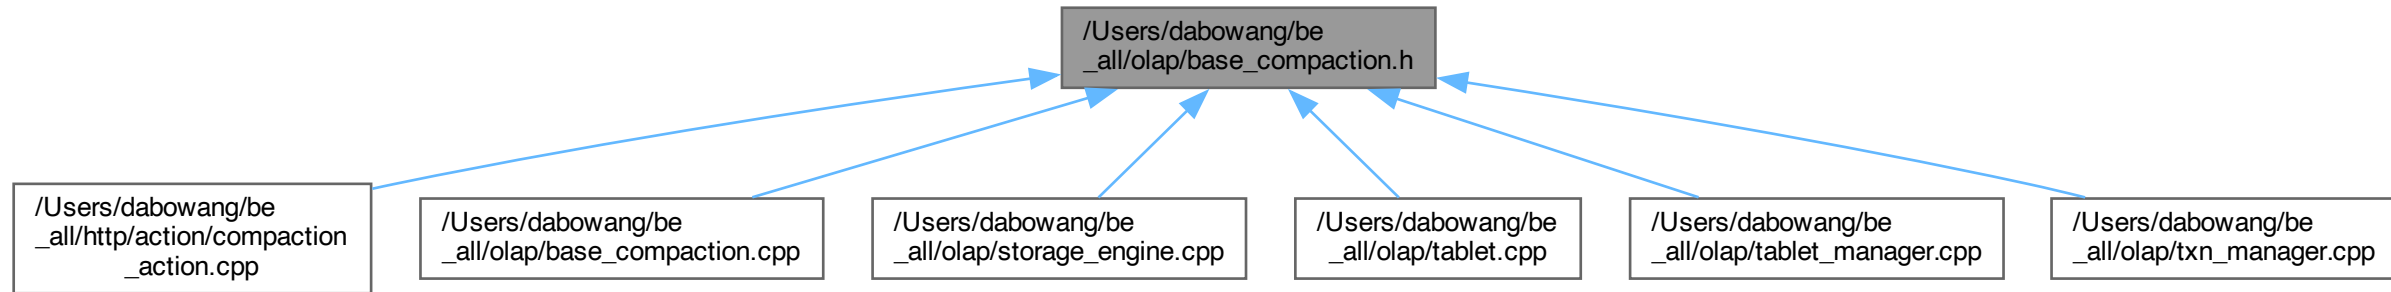 /Users/dabowang/be
_all/olap/base_compaction.h
/Users/dabowang/be
_all/http/action/compaction
_action.cpp
/Users/dabowang/be
_all/olap/base_compaction.cpp
/Users/dabowang/be
_all/olap/storage_engine.cpp
/Users/dabowang/be
_all/olap/tablet.cpp
/Users/dabowang/be
_all/olap/tablet_manager.cpp
/Users/dabowang/be
_all/olap/txn_manager.cpp